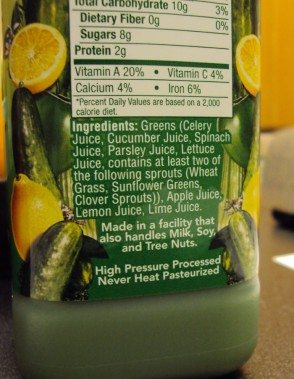 Total Carbohydrate 10g 3%
Dietary Fiber 0g 0%
Sugars 8g
Protein 2g
Vitamin A 20% • Vitamin C 4%
Calcium 4% • Iron 6%
*Percent Daily Values are based on a 2,000
calorie diet.
Ingredients: Greens (Celery
Juice, Cucumber Juice, Spinach
Juice, Parsley Juice, Lettuce
Juice, contains at least two of
the following sprouts (Wheat
Grass, Sunflower Greens,
Clover Sprouts)), Apple Juice,
Lemon Juice, Lime Juice.
Made in a facility that
also handles Milk, Soy,
and Tree Nuts.
High Pressure Processed
Never Heat Pasteurized